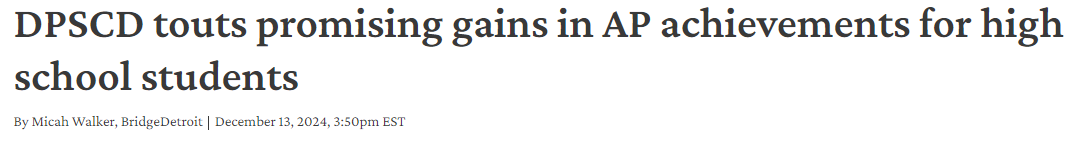 DPSCD touts promising gains in AP achievements for high
school students
By Micah Walker, BridgeDetroit | December 13, 2024, 3:50pm EST